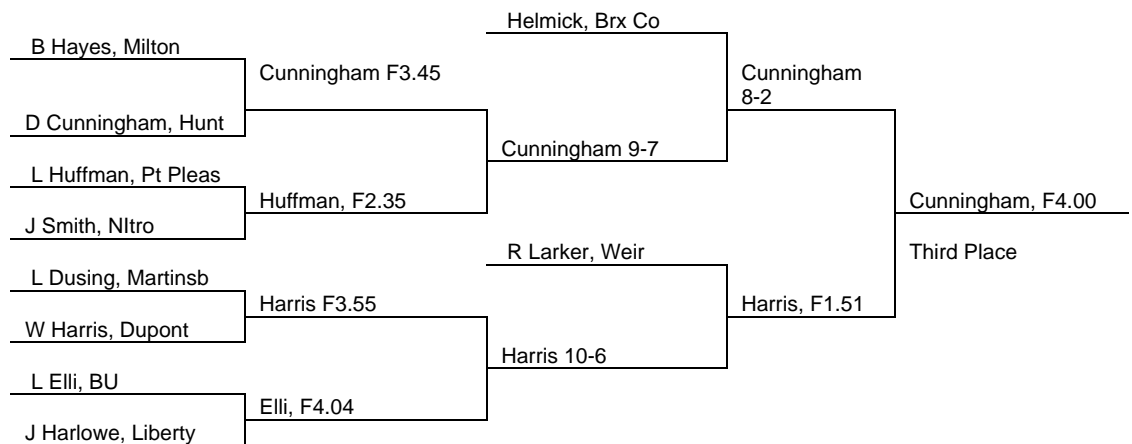 Helmick, Brx Co
B Hayes, Milton
Cunningham F3.45
Cunningham
8-2
D Cunningham, Hunt
Cunningham 9-7
L Huffman, Pt Pleas
Huffman, F2.35
Cunningham, F4.00
J Smith, NItro
R Larker, Weir
Third Place
L Dusing, Martinsb
Harris F3.55
Harris, F1.51
W Harris, Dupont
Harris 10-6
L Elli, BU
Elli, F4.04
J Harlowe, Liberty